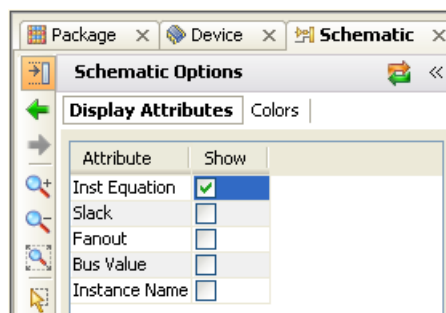 Package Device Schematic
Schematic Options
Display Attributes Colors
Attribute Show
Inst Equation
Slack
Fanout
Bus Value
Instance Name